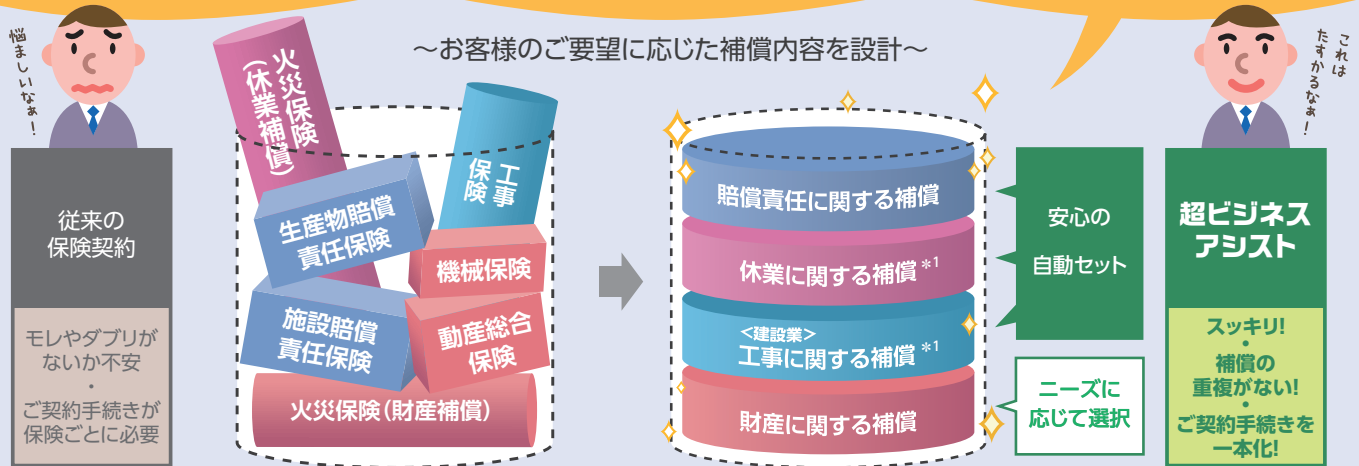 ～お客様のご要望に応じた補償内容を設計～
悩ましいなぁ！
従来の
保険契約
モレやダブリが
ないか不安
・
ご契約手続きが
保険ごとに必要
火災保険
（休業補償）
工事
保険
生産物賠償
責任保険
機械保険
施設賠償
責任保険
動産総合
保険
火災保険（財産補償）
賠償責任に関する補償
休業に関する補償＊1
＜建設業＞
工事に関する補償＊1
財産に関する補償
安心の
自動セット
ニーズに
応じて選択
これは
たすかるなぁ！
超ビジネス
アシスト
スッキリ！
・
補償の
重複がない！
・
ご契約手続きを
一本化！